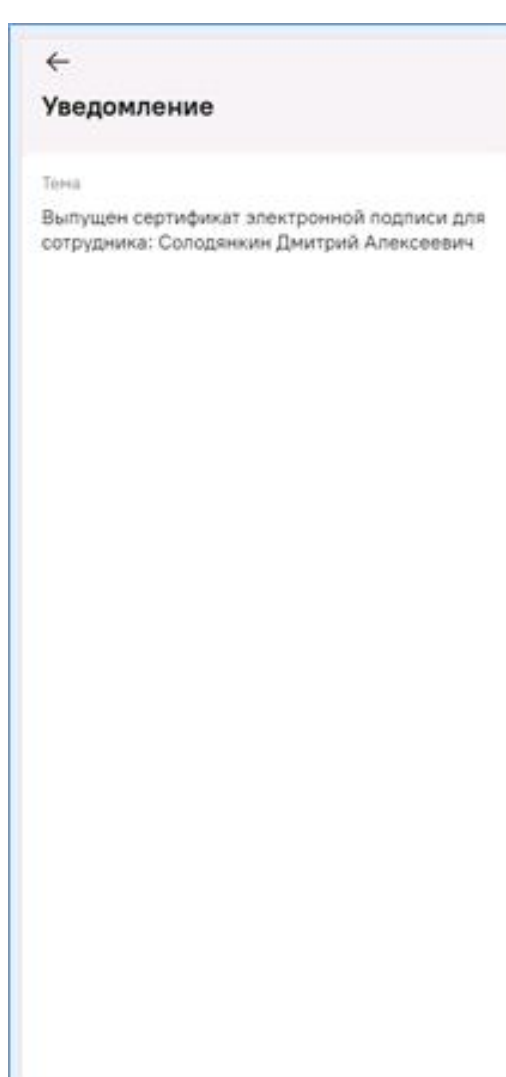 Уведомление
Тема
Выпущен сертификат электронной подписи для
сотрудника: Солодянкин Дмитрий Алексеевич